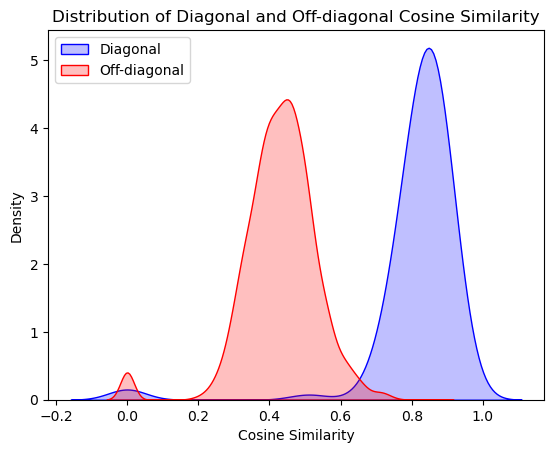 Distribution of Diagonal and Off-diagonal Cosine Similarity
Diagonal
Off-diagonal
Density
5
4
3
2
1
0
−0.2 0.0 0.2 0.4 0.6 0.8 1.0
Cosine Similarity